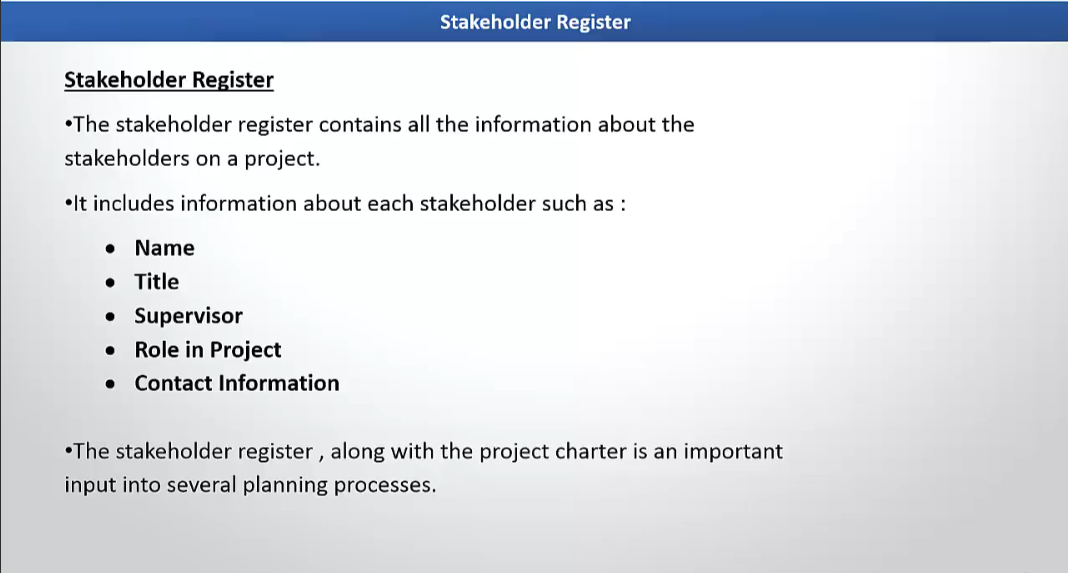 Stakeholder Register
Stakeholder Register
•The stakeholder register contains all the information about the
stakeholders on a project.
•It includes information about each stakeholder such as :
• Name
• Title
• Supervisor
• Role in Project
• Contact Information
•The stakeholder register , along with the project charter is an important
input into several planning processes.